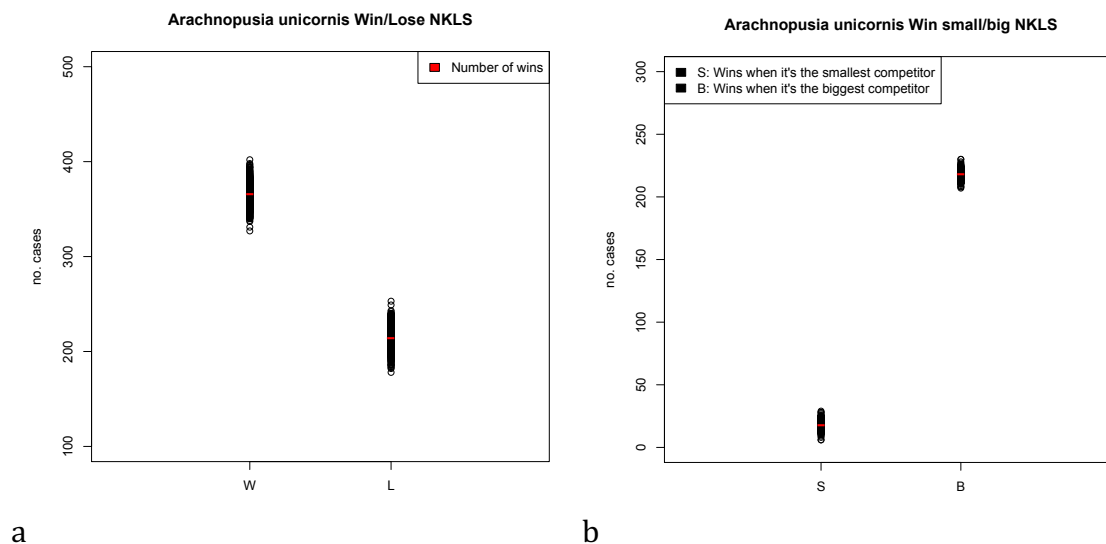 Arachnopusia unicornis Win/Lose NKLS
Number of wins
no. cases
500
400
300
200
100
W
L
a
Arachnopusia unicornis Win small/big NKLS
S: Wins when it's the smallest competitor
B: Wins when it's the biggest competitor
no. cases
300
250
200
150
100
50
0
S
B
b